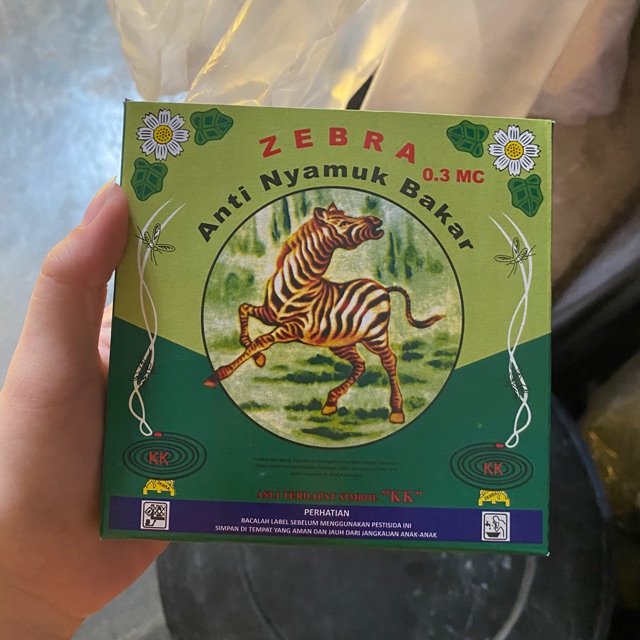 ZEBRA
0.3 MC
Anti Nyamuk Bakar
KK
KK
ASLI TERDAPAT SIMBOL "KK"
PERHATIAN
BACALAH LABEL SEBELUM MENGGUNAKAN PESTISIDA INI
SIMPAN DI TEMPAT YANG AMAN DAN JAUH DARI JANGKAUAN ANAK-ANAK